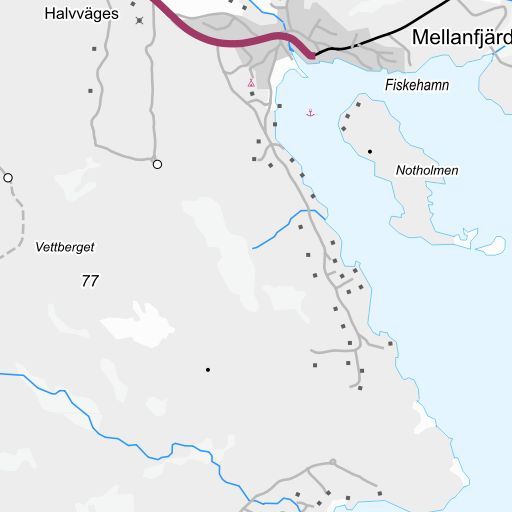 Halvväges
Mellanfjärd
Fiskehamn
Notholmen
Vettberget
77